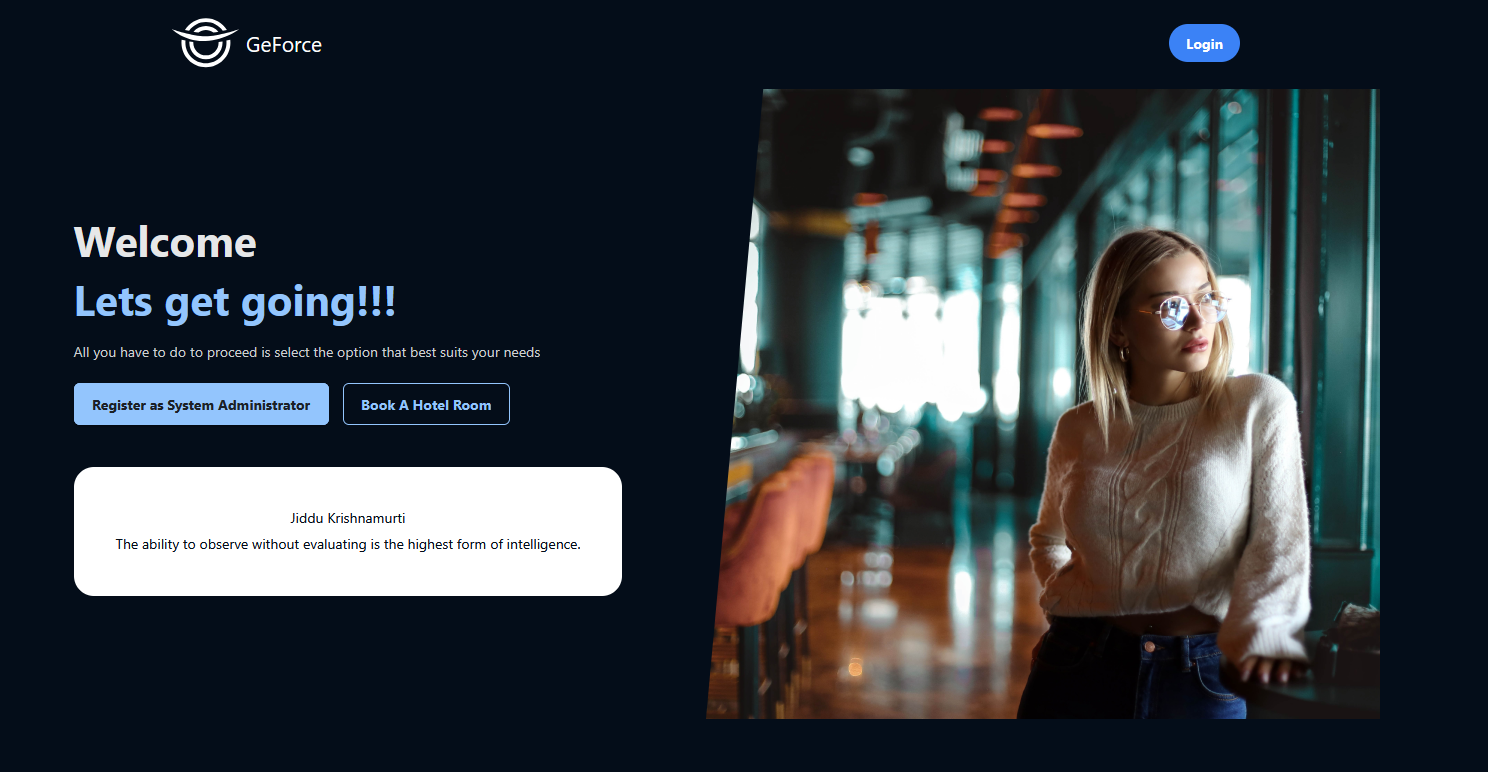 GeForce
Login
Welcome
Lets get going!!!
All you have to do to proceed is select the option that best suits your needs
Register as System Administrator
Book A Hotel Room
Jiddu Krishnamurti
The ability to observe without evaluating is the highest form of intelligence.